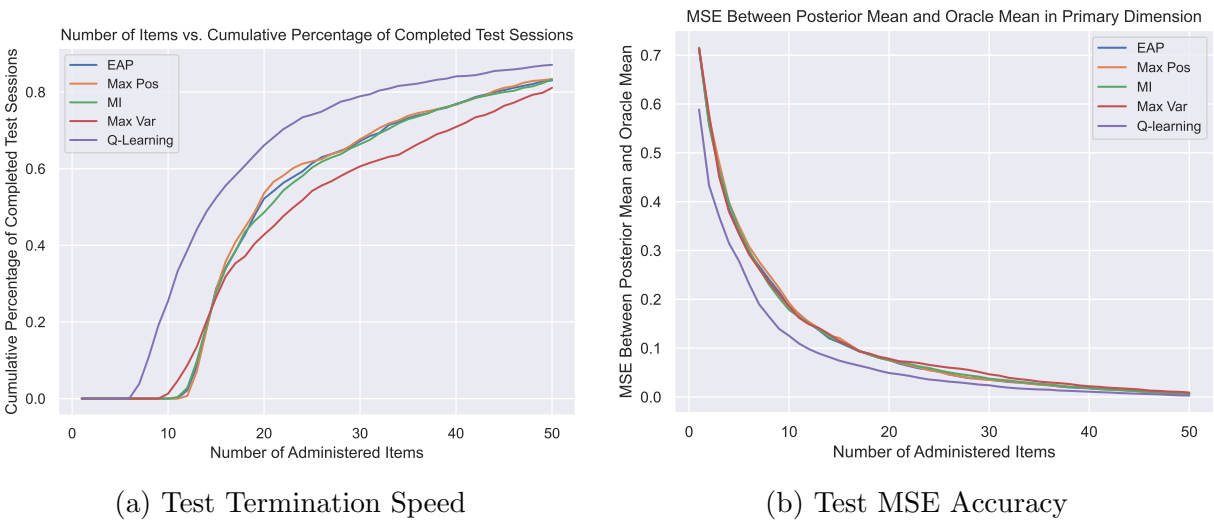 Number of Items vs. Cumulative Percentage of Completed Test Sessions
Cumulative Percentage of Completed Test Sessions
EAP
Max Pos
MI
Max Var
Q-Learning
0.8
0.6
0.4
0.2
0.0
0 10 20 30 40 50
Number of Administered Items
(a) Test Termination Speed
MSE Between Posterior Mean and Oracle Mean in Primary Dimension
MSE Between Posterior Mean and Oracle Mean
EAP
Max Pos
MI
Max Var
Q-learning
0.7
0.6
0.5
0.4
0.3
0.2
0.1
0.0
0 10 20 30 40 50
Number of Administered Items
(b) Test MSE Accuracy